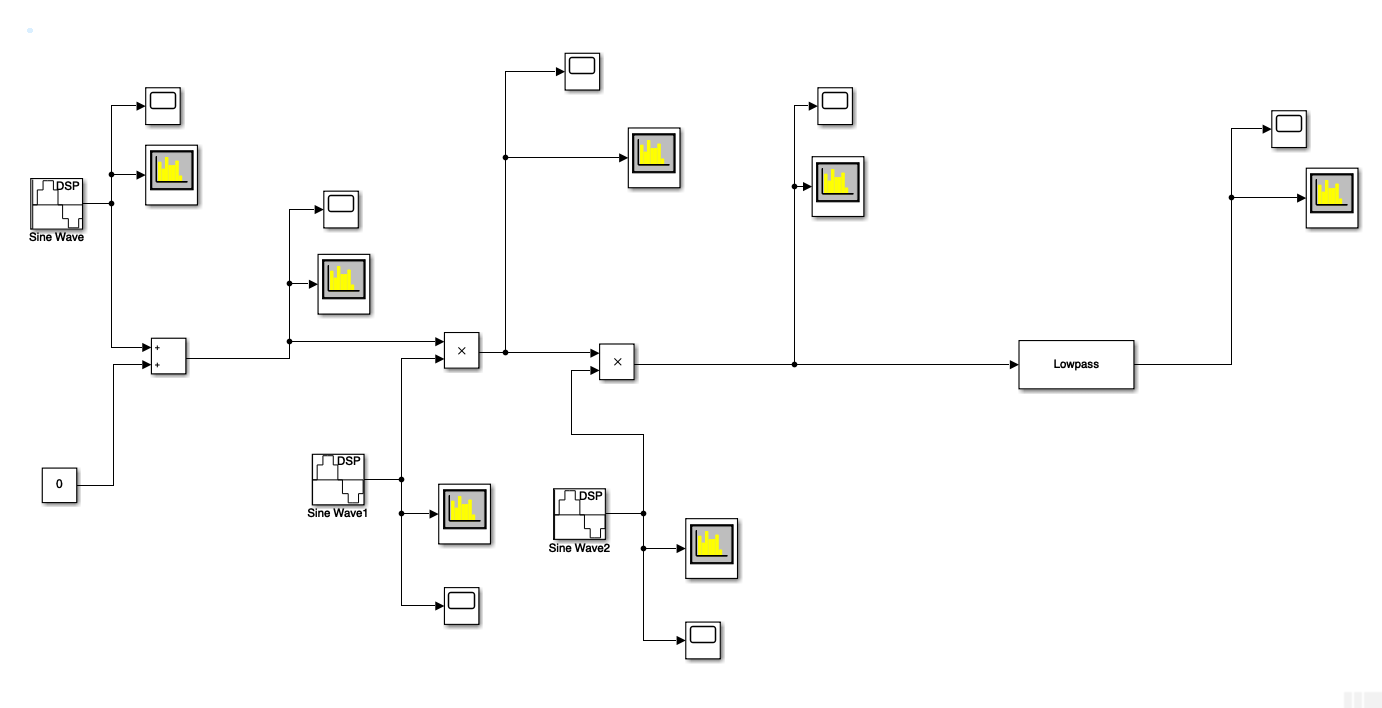 DSP
Sine Wave
+
+
×
×
Lowpass
0
DSP
Sine Wave1
DSP
Sine Wave2